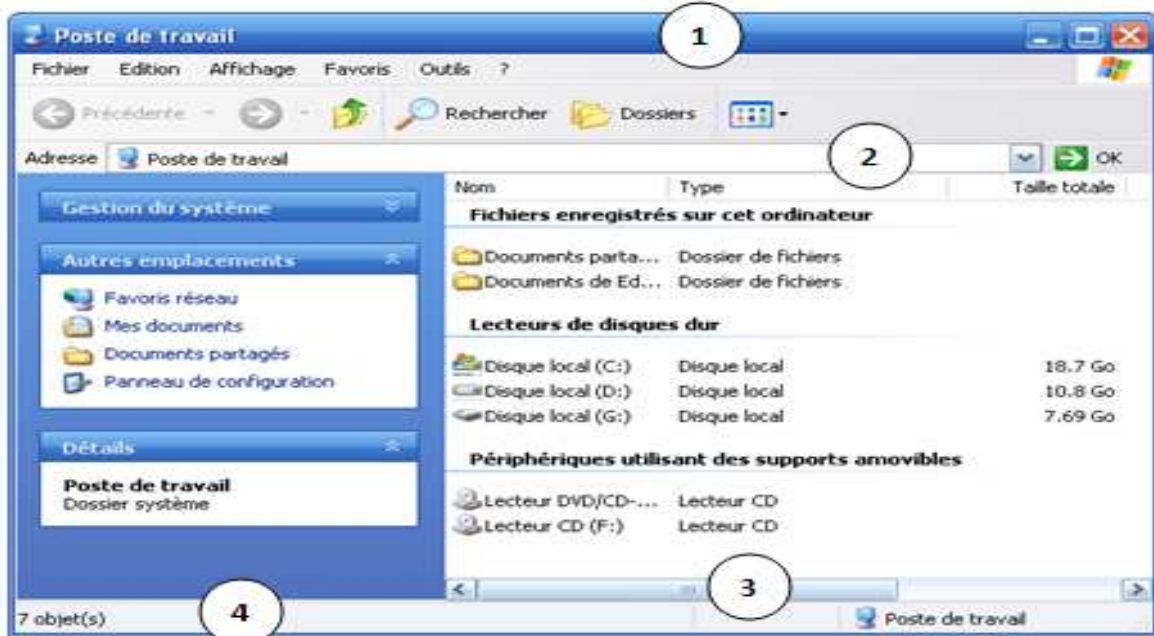 Poste de travail
1
Fichier Edition Affichage Favoris Outils ?
Précédente Rechercher Dossiers
2
Adresse Poste de travail OK
Gestion du système
Autres emplacements
Favoris réseau
Mes documents
Documents partagés
Panneau de configuration
Détails
Poste de travail
Dossier système
Nom Type Taille totale
Fichiers enregistrés sur cet ordinateur
Documents parta... Dossier de fichiers
Documents de Ed... Dossier de fichiers
Lecteurs de disques dur
Disque local (C:) Disque local 18.7 Go
Disque local (D:) Disque local 10.8 Go
Disque local (G:) Disque local 7.69 Go
Périphériques utilisant des supports amovibles
Lecteur DVD/CD-... Lecteur CD
Lecteur CD (F:) Lecteur CD
3
4
7 objet(s) Poste de travail